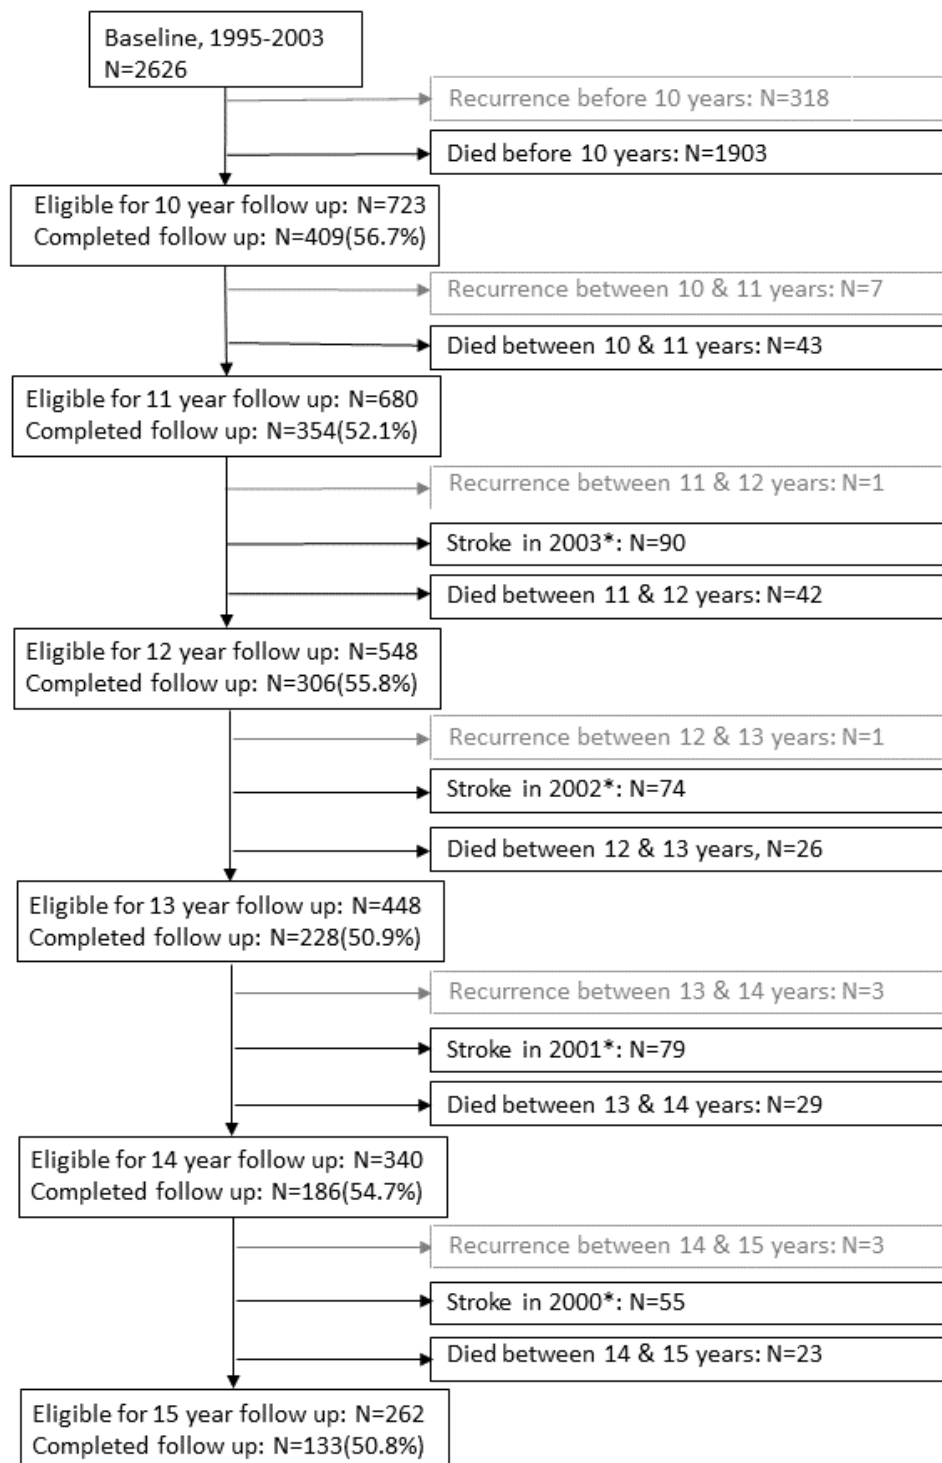 Baseline, 1995-2003
N=2626
Recurrence before 10 years: N=318
Died before 10 years: N=1903
Eligible for 10 year follow up: N=723
Completed follow up: N=409(56.7%)
Recurrence between 10 & 11 years: N=7
Died between 10 & 11 years: N=43
Eligible for 11 year follow up: N=680
Completed follow up: N=354(52.1%)
Recurrence between 11 & 12 years: N=1
Stroke in 2003*: N=90
Died between 11 & 12 years: N=42
Eligible for 12 year follow up: N=548
Completed follow up: N=306(55.8%)
Recurrence between 12 & 13 years: N=1
Stroke in 2002*: N=74
Died between 12 & 13 years, N=26
Eligible for 13 year follow up: N=448
Completed follow up: N=228(50.9%)
Recurrence between 13 & 14 years: N=3
Stroke in 2001*: N=79
Died between 13 & 14 years: N=29
Eligible for 14 year follow up: N=340
Completed follow up: N=186(54.7%)
Recurrence between 14 & 15 years: N=3
Stroke in 2000*: N=55
Died between 14 & 15 years: N=23
Eligible for 15 year follow up: N=262
Completed follow up: N=133(50.8%)